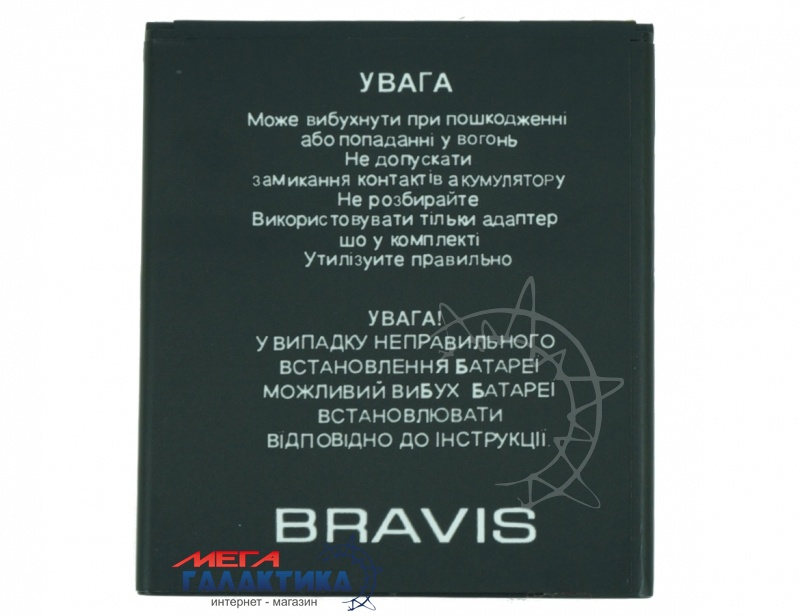 УВАГА
Може вибухнути при пошкодженні
або попаданні у вогонь
Не допускати
замикання контактів акумулятору
Не розбирайте
Використовувати тільки адаптер
шо у комплекті
Утилізуите правильно
УВАГА!
У ВИПАДКУ НЕПРАВИЛЬНОГО
ВСТАНОВЛЕННЯ БАТАРЕЇ
МОЖЛИВИЙ ВИБУХ БАТАРЕЇ
ВСТАНОВЛЮВАТИ
ВІДПОВІДНО ДО ІНСТРУКЦІЇ.
BRAVIS
МЕГА
ГАЛАКТИКА
интернет - магазин